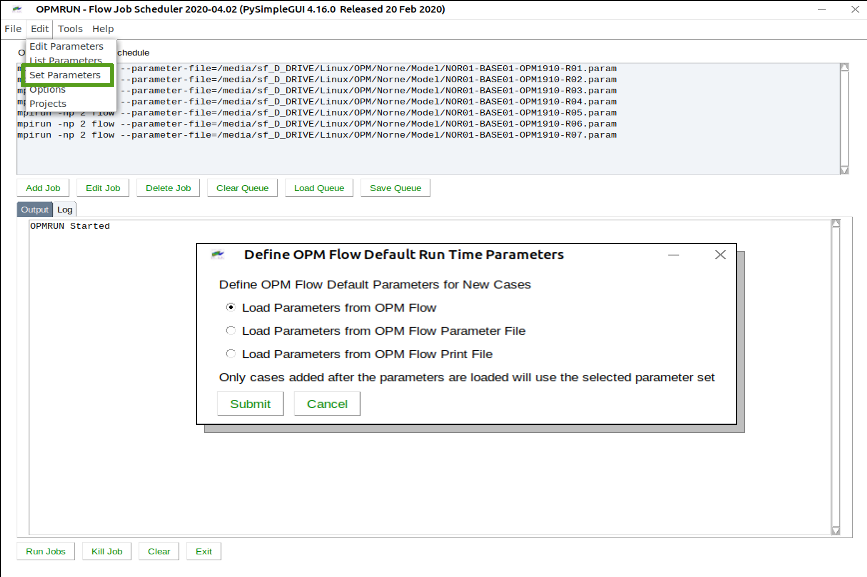 OPMRUN - Flow Job Scheduler 2020-04.02 (PySimpleGUI 4.16.0 Released 20 Feb 2020)
File Edit Tools Help
Edit Parameters
List Parameters
Set Parameters
Options
Projects
chedule
--parameter-file=/media/sf_D_DRIVE/Linux/OPM/Norne/Model/NOR01-BASE01-OPM1910-R01.param
--parameter-file=/media/sf_D_DRIVE/Linux/OPM/Norne/Model/NOR01-BASE01-OPM1910-R02.param
--parameter-file=/media/sf_D_DRIVE/Linux/OPM/Norne/Model/NOR01-BASE01-OPM1910-R03.param
--parameter-file=/media/sf_D_DRIVE/Linux/OPM/Norne/Model/NOR01-BASE01-OPM1910-R04.param
mpirun -np 2 flow --parameter-file=/media/sf_D_DRIVE/Linux/OPM/Norne/Model/NOR01-BASE01-OPM1910-R05.param
mpirun -np 2 flow --parameter-file=/media/sf_D_DRIVE/Linux/OPM/Norne/Model/NOR01-BASE01-OPM1910-R06.param
mpirun -np 2 flow --parameter-file=/media/sf_D_DRIVE/Linux/OPM/Norne/Model/NOR01-BASE01-OPM1910-R07.param
Add Job Edit Job Delete Job Clear Queue Load Queue Save Queue
Output Log
OPMRUN Started
Define OPM Flow Default Run Time Parameters
Define OPM Flow Default Parameters for New Cases
Load Parameters from OPM Flow
Load Parameters from OPM Flow Parameter File
Load Parameters from OPM Flow Print File
Only cases added after the parameters are loaded will use the selected parameter set
Submit Cancel
Run Jobs Kill Job Clear Exit